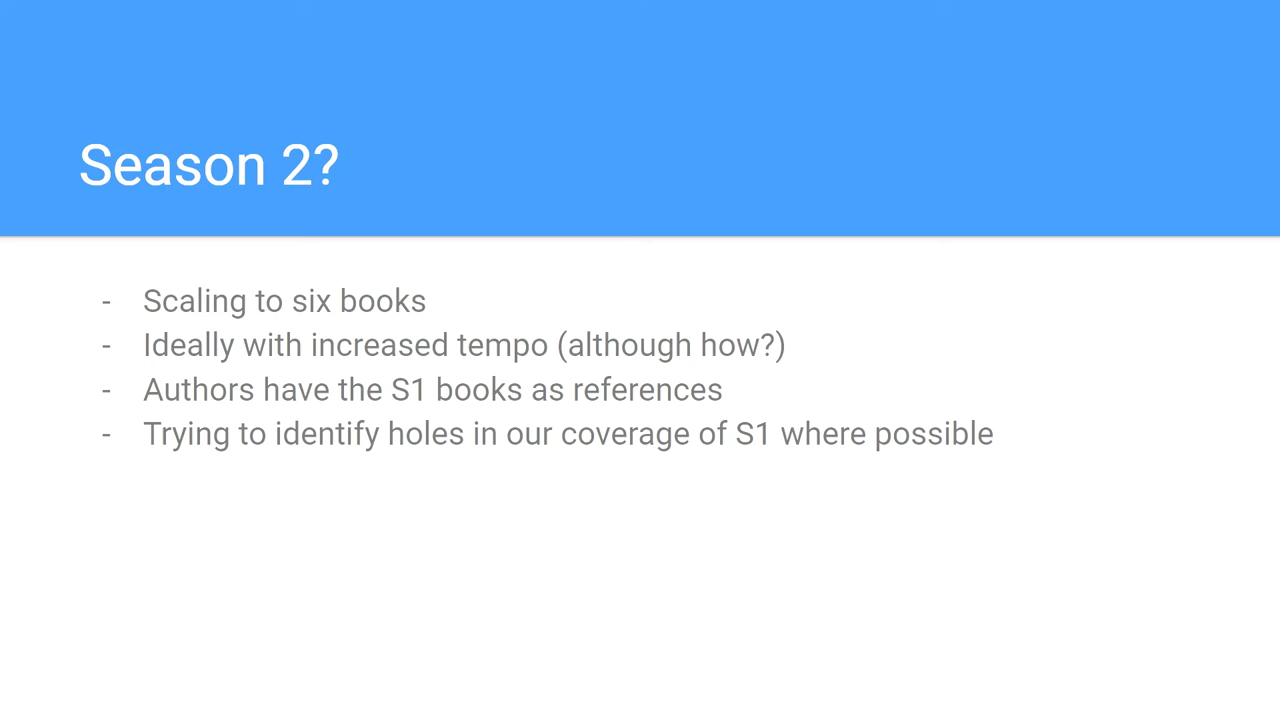 Season 2?
- Scaling to six books
- Ideally with increased tempo (although how?)
- Authors have the S1 books as references
- Trying to identify holes in our coverage of S1 where possible